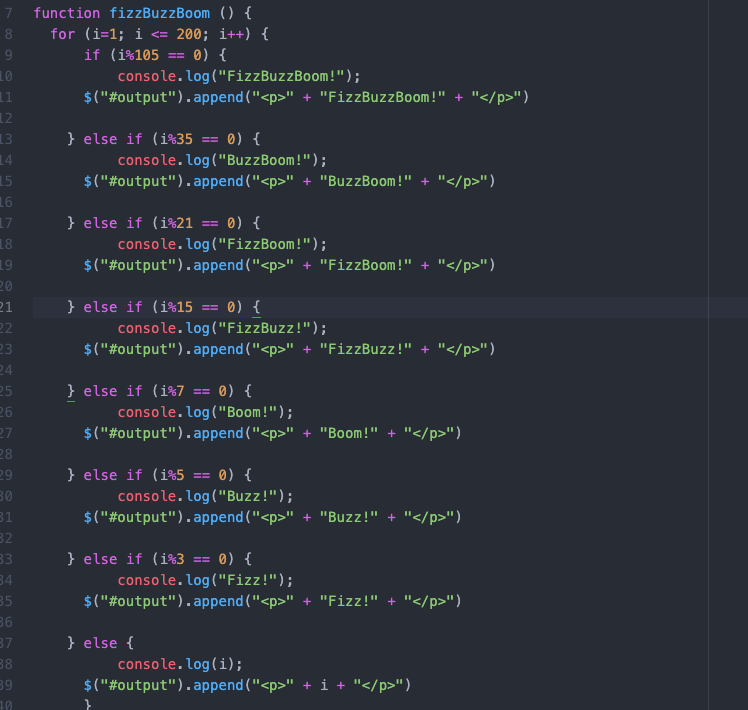 7 function fizzBuzzBoom () {
8 for (i=1; i <= 200; i++) {
9 if (i%105 == 0) {
10 console.log("FizzBuzzBoom!");
11 $("#output").append("<p>" + "FizzBuzzBoom!" + "</p>")
12
13 } else if (i%35 == 0) {
14 console.log("BuzzBoom!");
15 $("#output").append("<p>" + "BuzzBoom!" + "</p>")
16
17 } else if (i%21 == 0) {
18 console.log("FizzBoom!");
19 $("#output").append("<p>" + "FizzBoom!" + "</p>")
20
21 } else if (i%15 == 0) {
22 console.log("FizzBuzz!");
23 $("#output").append("<p>" + "FizzBuzz!" + "</p>")
24
25 } else if (i%7 == 0) {
26 console.log("Boom!");
27 $("#output").append("<p>" + "Boom!" + "</p>")
28
29 } else if (i%5 == 0) {
30 console.log("Buzz!");
31 $("#output").append("<p>" + "Buzz!" + "</p>")
32
33 } else if (i%3 == 0) {
34 console.log("Fizz!");
35 $("#output").append("<p>" + "Fizz!" + "</p>")
36
37 } else {
38 console.log(i);
39 $("#output").append("<p>" + i + "</p>")
40 }